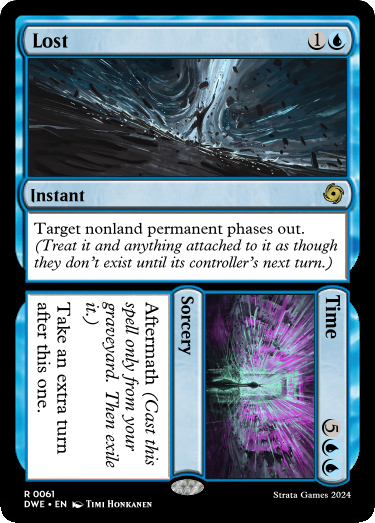 Lost
1
Instant
Target nonland permanent phases out.
(Treat it and anything attached to it as though
they don't exist until its controller's next turn.)
Time
5
Sorcery
Aftermath (Cast this
spell only from your
graveyard. Then exile
it.)
Take an extra turn
after this one.
R 0061
DWE • EN Timi Honkanen
Strata Games 2024